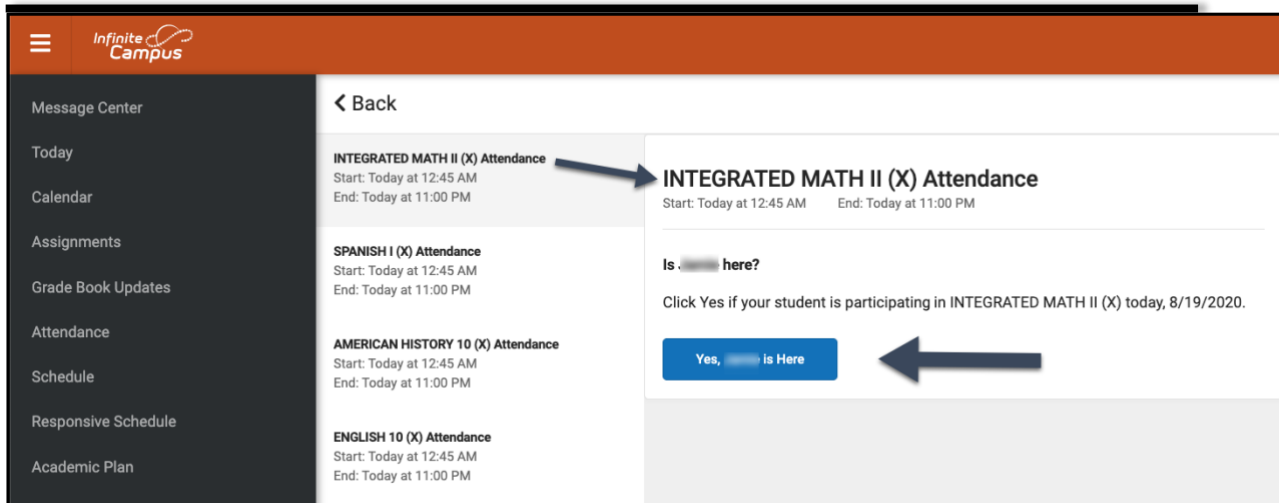 Infinite
Campus
Message Center
Today
Calendar
Assignments
Grade Book Updates
Attendance
Schedule
Responsive Schedule
Academic Plan
Back
INTEGRATED MATH II (X) Attendance
Start: Today at 12:45 AM
End: Today at 11:00 PM
SPANISH I (X) Attendance
Start: Today at 12:45 AM
End: Today at 11:00 PM
AMERICAN HISTORY 10 (X) Attendance
Start: Today at 12:45 AM
End: Today at 11:00 PM
ENGLISH 10 (X) Attendance
Start: Today at 12:45 AM
End: Today at 11:00 PM
INTEGRATED MATH II (X) Attendance
Start: Today at 12:45 AM End: Today at 11:00 PM
Is here?
Click Yes if your student is participating in INTEGRATED MATH II (X) today, 8/19/2020.
Yes, is Here